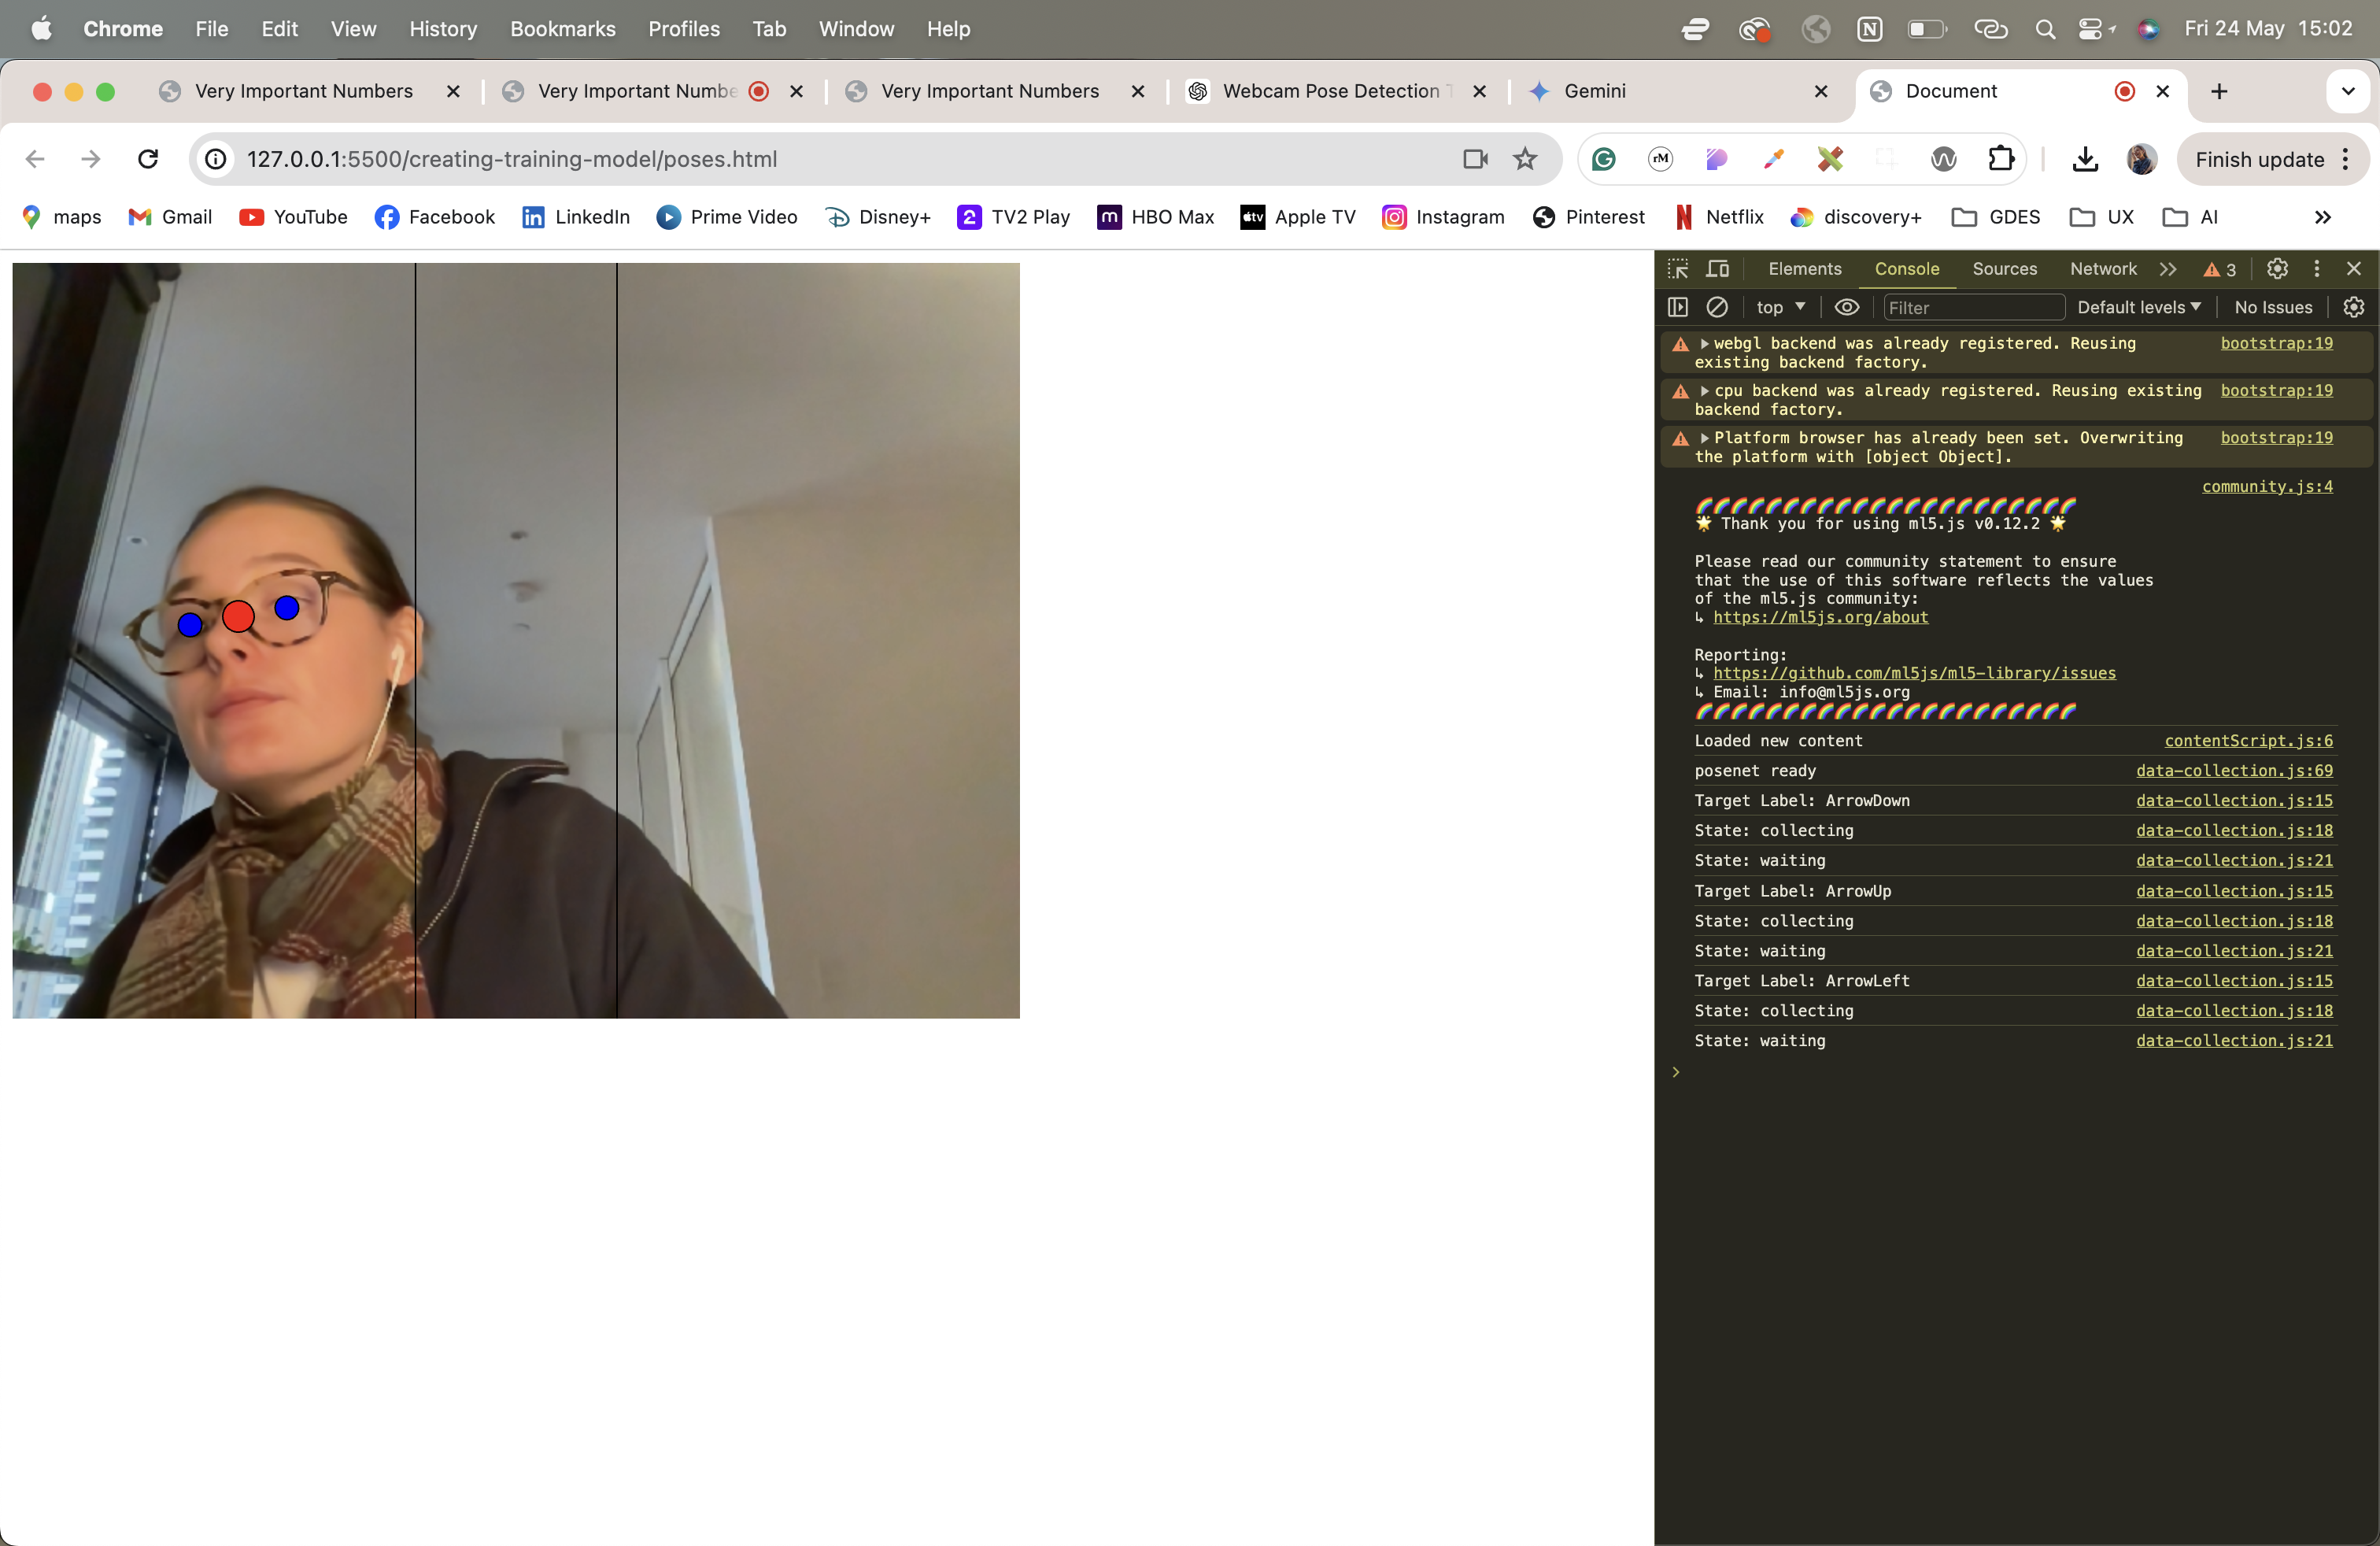 Chrome File Edit View History Bookmarks Profiles Tab Window Help Fri 24 May 15:02
Very Important Numbers Very Important Numbe Very Important Numbers Webcam Pose Detection T Gemini Document
127.0.0.1:5500/creating-training-model/poses.html rM Finish update
maps Gmail YouTube Facebook LinkedIn Prime Video Disney+ TV2 Play HBO Max Apple TV Instagram Pinterest Netflix discovery+ GDES UX AI
Elements Console Sources Network 3
top Filter Default levels No Issues
webgl backend was already registered. Reusing bootstrap:19
existing backend factory.
cpu backend was already registered. Reusing existing bootstrap:19
backend factory.
Platform browser has already been set. Overwriting bootstrap:19
the platform with [object Object].
community.js:4
🌈🌈🌈🌈🌈🌈🌈🌈🌈🌈🌈🌈🌈🌈🌈🌈🌈🌈🌈🌈🌈🌈
🌟 Thank you for using ml5.js v0.12.2 🌟
Please read our community statement to ensure
that the use of this software reflects the values
of the ml5.js community:
↳ https://ml5js.org/about
Reporting:
↳ https://github.com/ml5js/ml5-library/issues
↳ Email: info@ml5js.org
🌈🌈🌈🌈🌈🌈🌈🌈🌈🌈🌈🌈🌈🌈🌈🌈🌈🌈🌈🌈🌈🌈
Loaded new content contentScript.js:6
posenet ready data-collection.js:69
Target Label: ArrowDown data-collection.js:15
State: collecting data-collection.js:18
State: waiting data-collection.js:21
Target Label: ArrowUp data-collection.js:15
State: collecting data-collection.js:18
State: waiting data-collection.js:21
Target Label: ArrowLeft data-collection.js:15
State: collecting data-collection.js:18
State: waiting data-collection.js:21